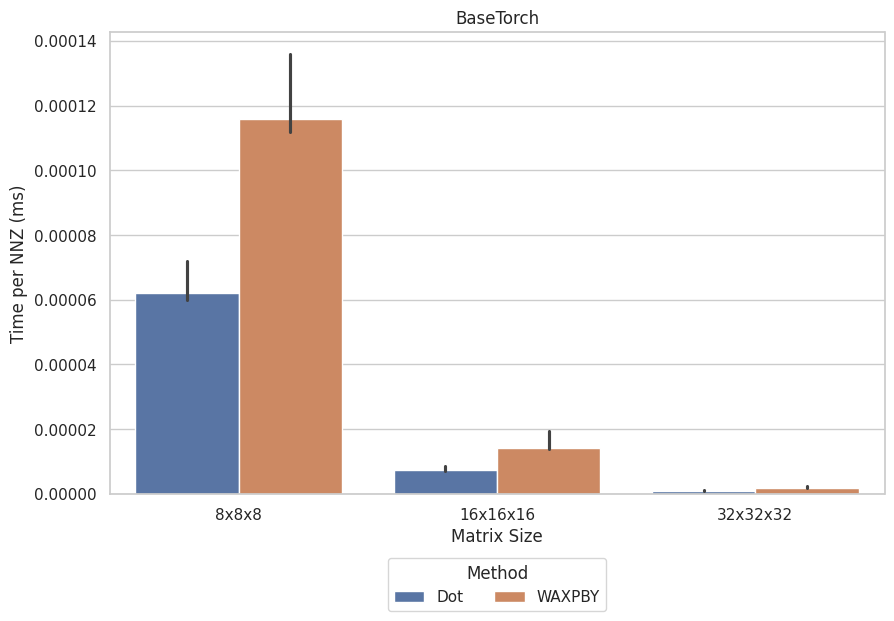 BaseTorch
Time per NNZ (ms)
0.00014
0.00012
0.00010
0.00008
0.00006
0.00004
0.00002
0.00000
8x8x8
16x16x16
32x32x32
Matrix Size
Method
Dot
WAXPBY